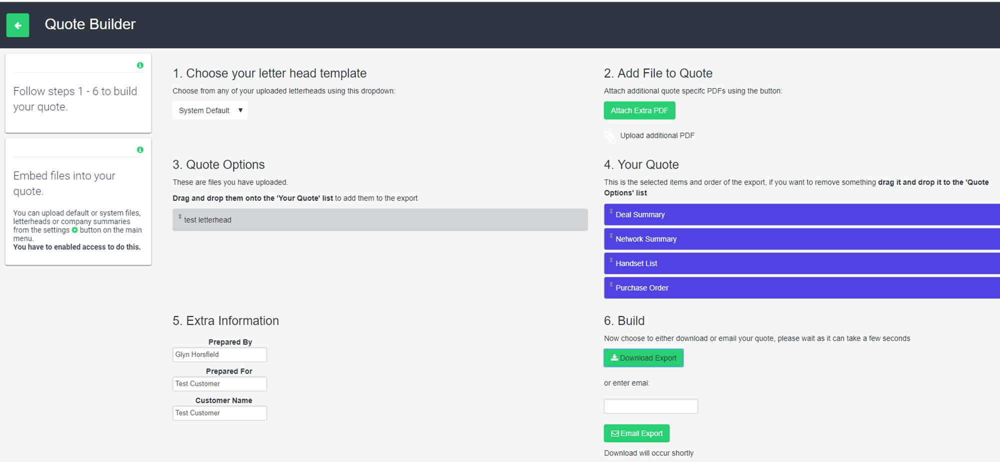 Quote Builder
Follow steps 1 - 6 to build
your quote.
Embed files into your
quote.
You can upload default or system files,
letterheads or company summaries
from the settings button on the main
menu.
You have to enabled access to do this.
1. Choose your letter head template
Choose from any of your uploaded letterheads using this dropdown:
System Default
2. Add File to Quote
Attach additional quote specifc PDFs using the button:
Attach Extra PDF
Upload additional PDF
3. Quote Options
These are files you have uploaded.
Drag and drop them onto the 'Your Quote' list to add them to the export
test letterhead
4. Your Quote
This is the selected items and order of the export, if you want to remove something drag it and drop it to the 'Quote
Options' list
Deal Summary
Network Summary
Handset List
Purchase Order
5. Extra Information
Prepared By
Glyn Horsfield
Prepared For
Test Customer
Customer Name
Test Customer
6. Build
Now choose to either download or email your quote, please wait as it can take a few seconds
Download Export
or enter emai:
Email Export
Download will occur shortly